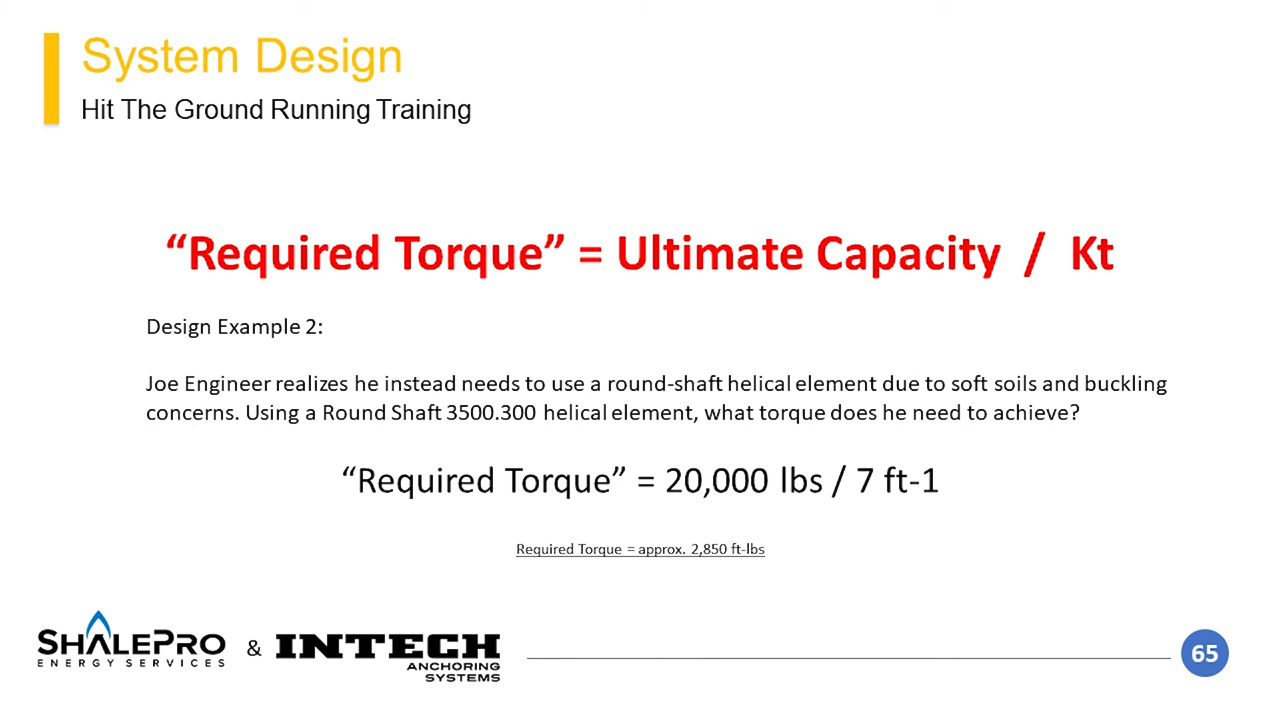 System Design
Hit The Ground Running Training
“Required Torque” = Ultimate Capacity / Kt
Design Example 2:
Joe Engineer realizes he instead needs to use a round-shaft helical element due to soft soils and buckling
concerns. Using a Round Shaft 3500.300 helical element, what torque does he need to achieve?
“Required Torque” = 20,000 lbs / 7 ft-1
Required Torque = approx. 2,850 ft-lbs
SHALEPRO
ENERGY SERVICES
&
INTECH
ANCHORING
SYSTEMS
65